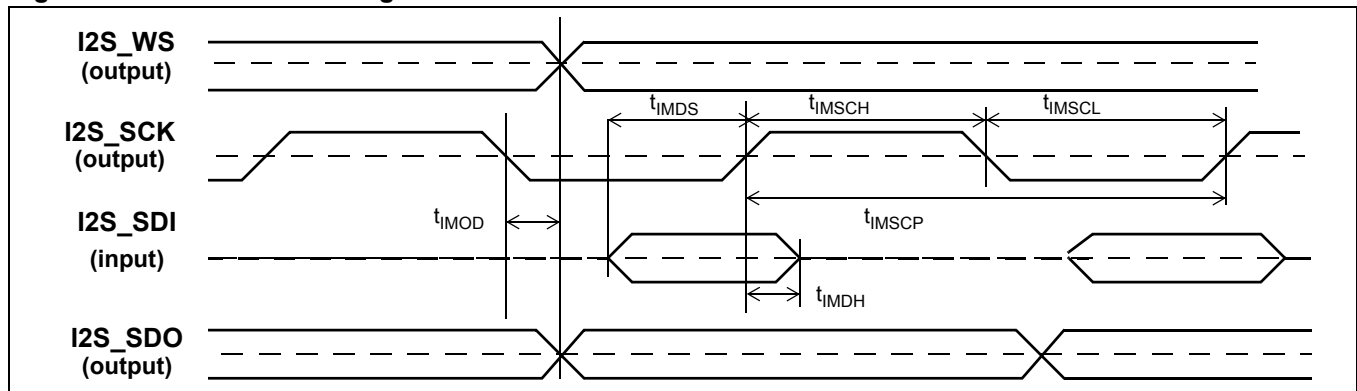 I2S_WS
(output)
tIMDS
tIMSCH
tIMSCL
I2S_SCK
(output)
tIMOD
tIMSCP
I2S_SDI
(input)
tIMDH
I2S_SDO
(output)